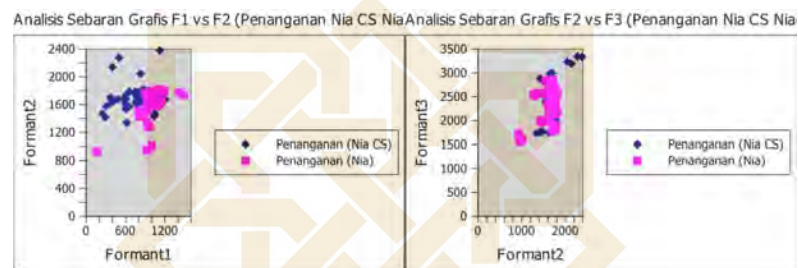 Analisis Sebaran Grafis F1 vs F2 (Penanganan Nia CS Nia
2400
2000
1600
1200
800
400
0
0 600 1200
Formant2
Formant1
Penanganan (Nia CS)
Penanganan (Nia)
Analisis Sebaran Grafis F2 vs F3 (Penanganan Nia CS Nia
3500
3000
2500
2000
1500
1000
500
0
0 1000 2000
Formant3
Formant2
Penanganan (Nia CS)
Penanganan (Nia)